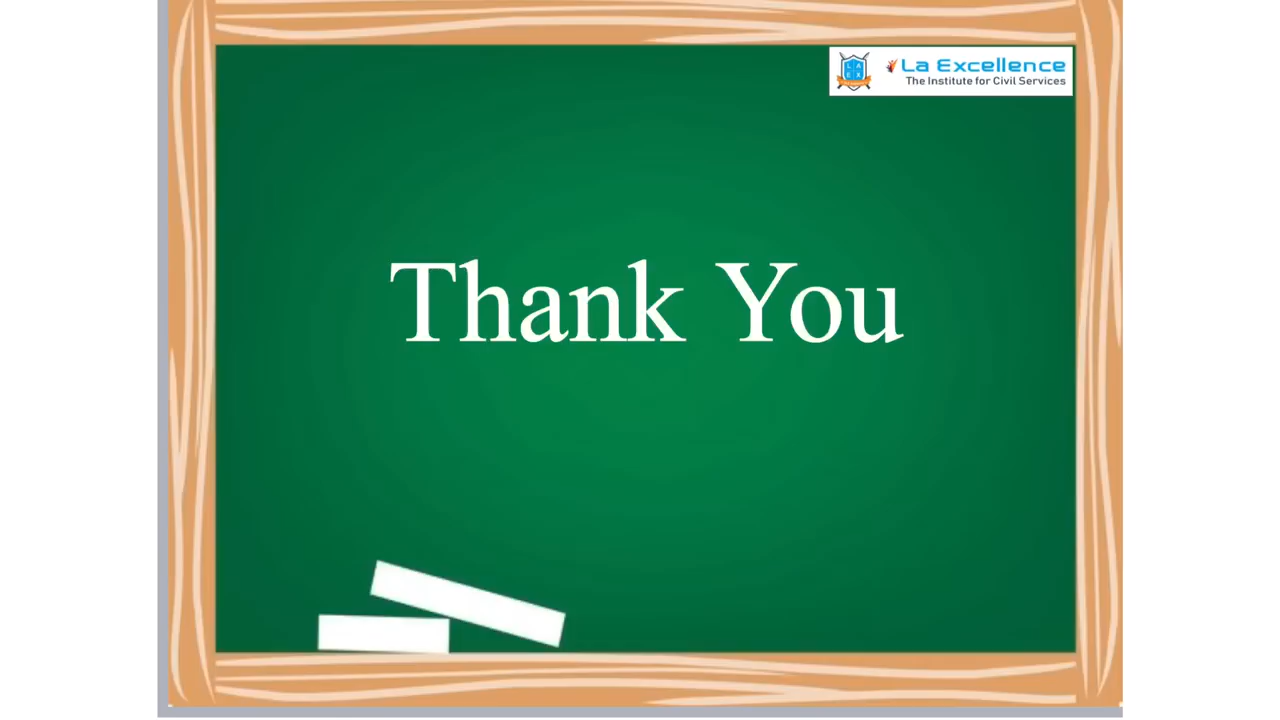 L A
E X
La Excellence
The Institute for Civil Services
Thank You